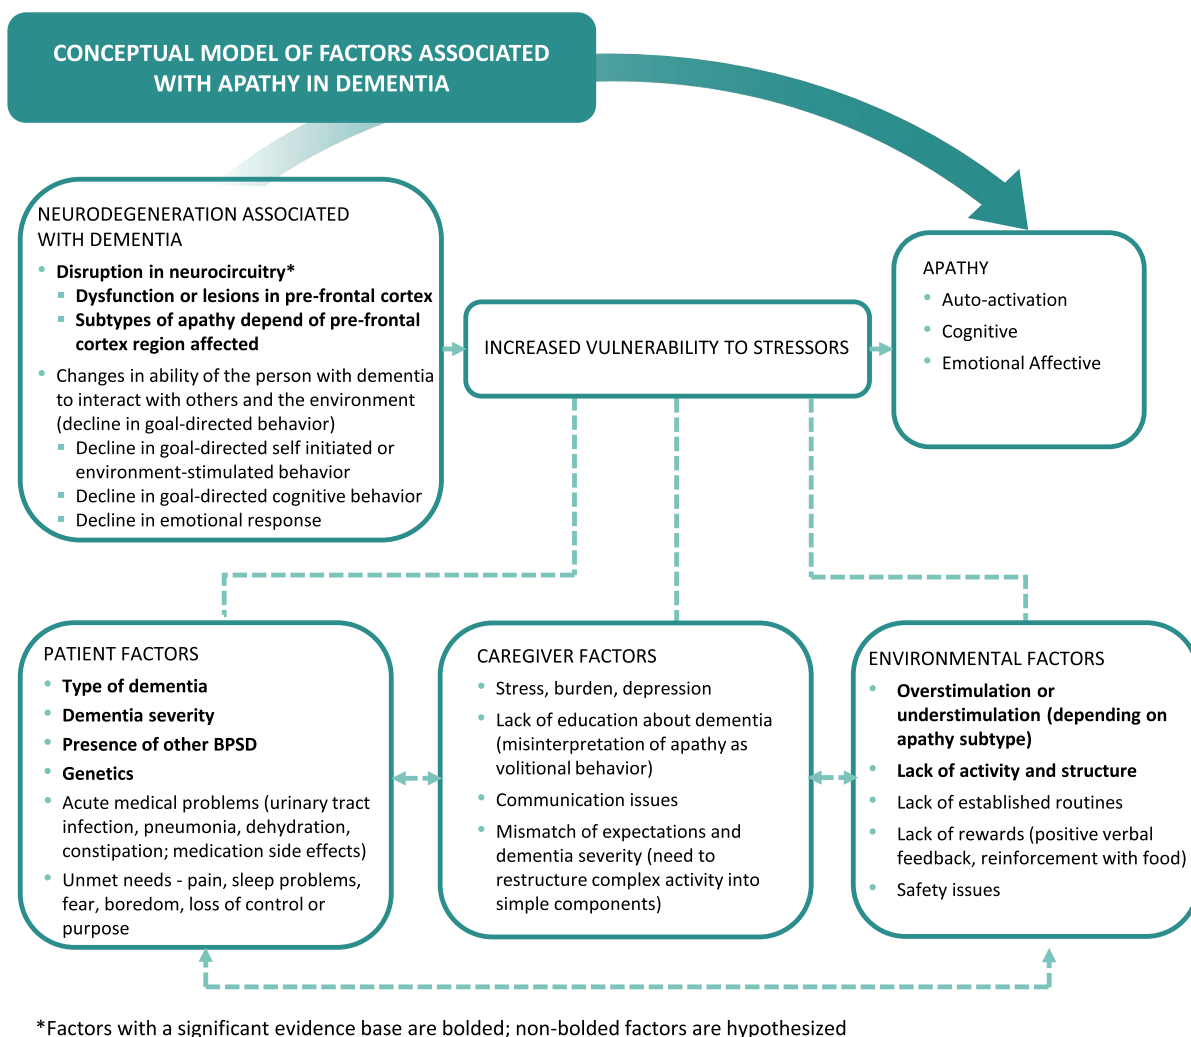 CONCEPTUAL MODEL OF FACTORS ASSOCIATED
WITH APATHY IN DEMENTIA
NEURODEGENERATION ASSOCIATED
WITH DEMENTIA
• Disruption in neurocircuitry*
▪ Dysfunction or lesions in pre-frontal cortex
▪ Subtypes of apathy depend of pre-frontal
cortex region affected
• Changes in ability of the person with dementia
to interact with others and the environment
(decline in goal-directed behavior)
▪ Decline in goal-directed self initiated or
environment-stimulated behavior
▪ Decline in goal-directed cognitive behavior
▪ Decline in emotional response
INCREASED VULNERABILITY TO STRESSORS
APATHY
• Auto-activation
• Cognitive
• Emotional Affective
PATIENT FACTORS
• Type of dementia
• Dementia severity
• Presence of other BPSD
• Genetics
• Acute medical problems (urinary tract
infection, pneumonia, dehydration,
constipation; medication side effects)
• Unmet needs - pain, sleep problems,
fear, boredom, loss of control or
purpose
CAREGIVER FACTORS
• Stress, burden, depression
• Lack of education about dementia
(misinterpretation of apathy as
volitional behavior)
• Communication issues
• Mismatch of expectations and
dementia severity (need to
restructure complex activity into
simple components)
ENVIRONMENTAL FACTORS
• Overstimulation or
understimulation (depending on
apathy subtype)
• Lack of activity and structure
• Lack of established routines
• Lack of rewards (positive verbal
feedback, reinforcement with food)
• Safety issues
*Factors with a significant evidence base are bolded; non-bolded factors are hypothesized